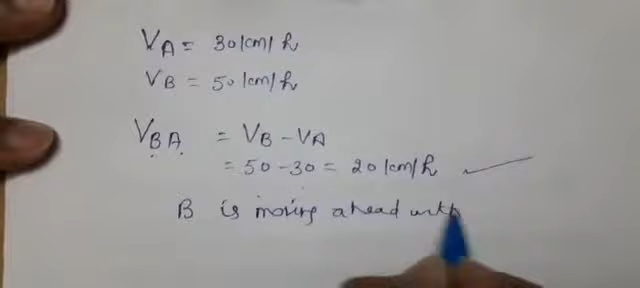 VA = 30 km/h
VB = 50 km/h
VBA = VB - VA
= 50 - 30 = 20 km/h
B is moving ahead with